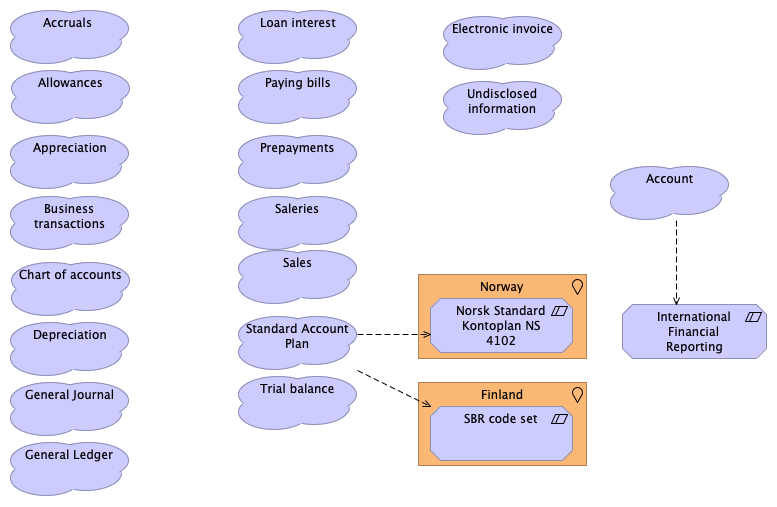 Accruals
Allowances
Appreciation
Business
transactions
Chart of accounts
Depreciation
General Journal
General Ledger
Loan interest
Paying bills
Prepayments
Saleries
Sales
Standard Account
Plan
Trial balance
Electronic invoice
Undisclosed
information
Norway
Norsk Standard
Kontoplan NS
4102
Finland
SBR code set
Account
International
Financial
Reporting